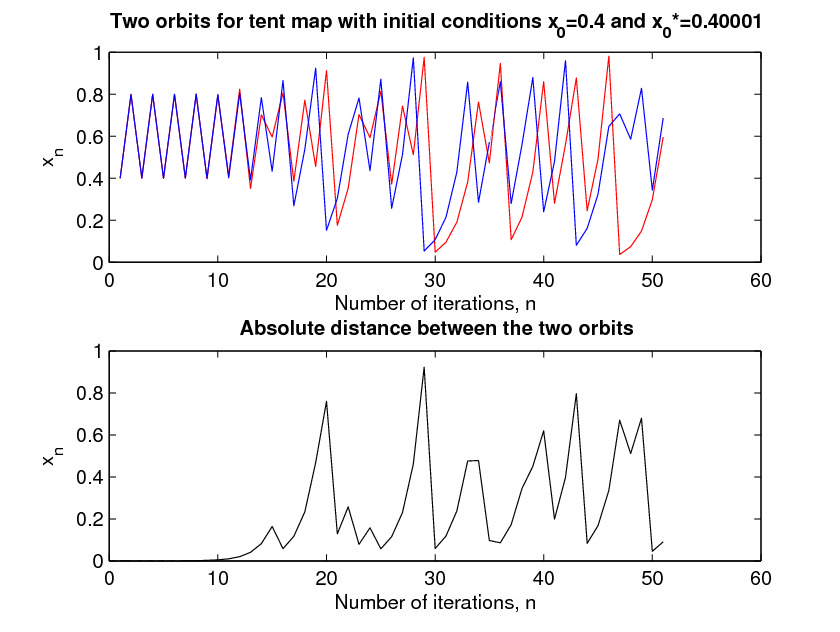 Two orbits for tent map with initial conditions x0=0.4 and x0*=0.40001
1
0.8
0.6
0.4
0.2
0
xn
0 10 20 30 40 50 60
Number of iterations, n
Absolute distance between the two orbits
1
0.8
0.6
0.4
0.2
0
xn
0 10 20 30 40 50 60
Number of iterations, n